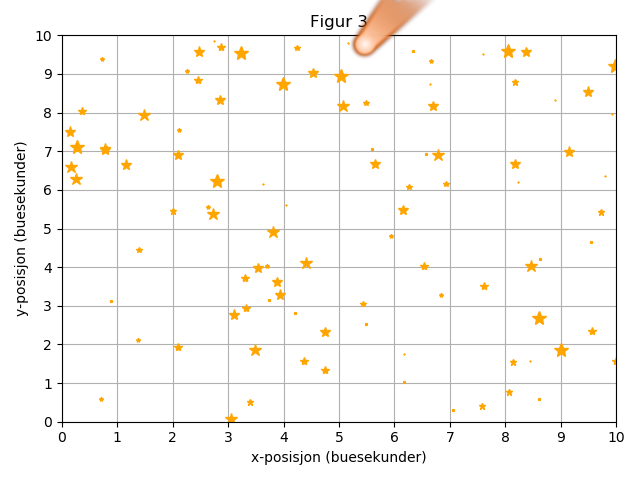 Figur 3
10
9
8
7
6
5
4
3
2
1
0
y-posisjon (buesekunder)
0 1 2 3 4 5 6 7 8 9 10
x-posisjon (buesekunder)